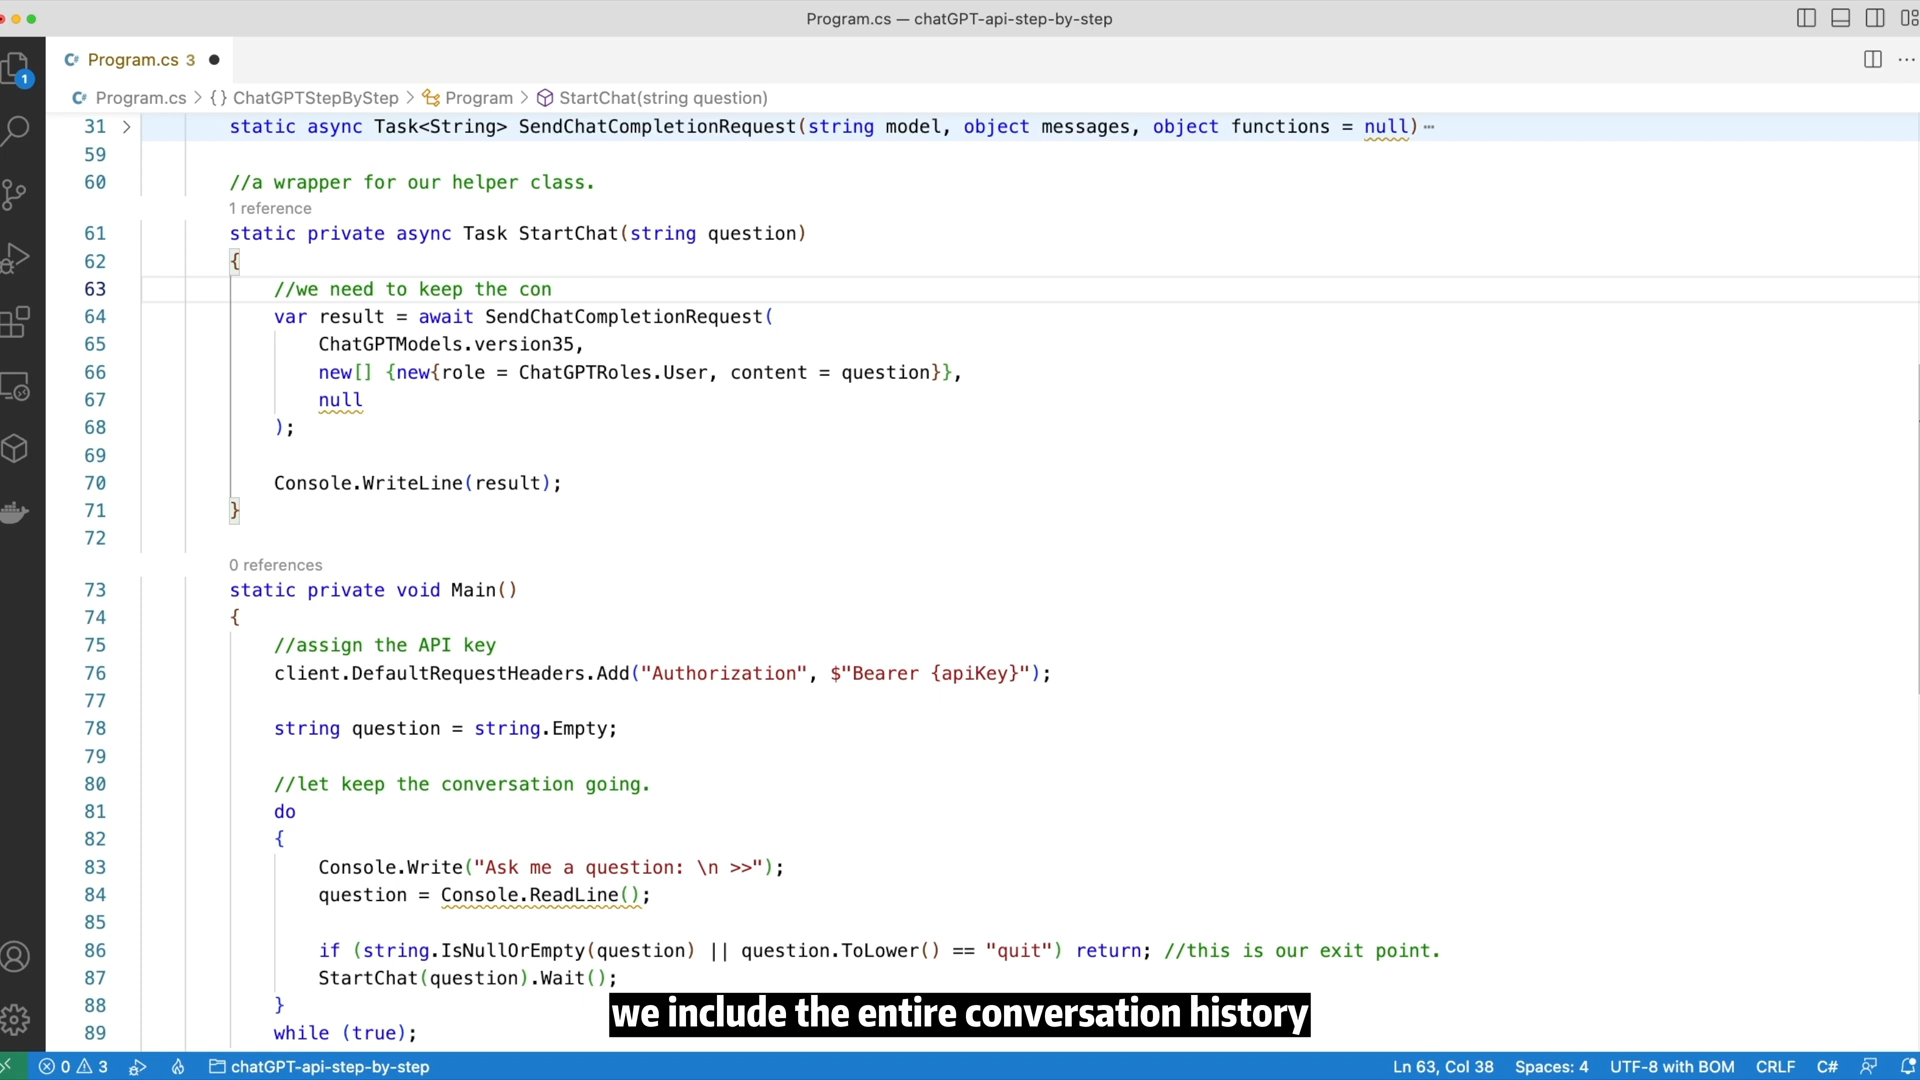 Program.cs — chatGPT-api-step-by-step
Program.cs 3
Program.cs > {} ChatGPTStepByStep > Program > StartChat(string question)
1
31 > static async Task<String> SendChatCompletionRequest(string model, object messages, object functions = null)⋯
59
60 //a wrapper for our helper class.
1 reference
61 static private async Task StartChat(string question)
62 {
63 //we need to keep the con
64 var result = await SendChatCompletionRequest(
65 ChatGPTModels.version35,
66 new[] {new{role = ChatGPTRoles.User, content = question}},
67 null
68 );
69
70 Console.WriteLine(result);
71 }
72
0 references
73 static private void Main()
74 {
75 //assign the API key
76 client.DefaultRequestHeaders.Add("Authorization", $"Bearer {apiKey}");
77
78 string question = string.Empty;
79
80 //let keep the conversation going.
81 do
82 {
83 Console.Write("Ask me a question: \n >>");
84 question = Console.ReadLine();
85
86 if (string.IsNullOrEmpty(question) || question.ToLower() == "quit") return; //this is our exit point.
87 StartChat(question).Wait();
88 }
89 while (true);
we include the entire conversation history
0 3 chatGPT-api-step-by-step Ln 63, Col 38 Spaces: 4 UTF-8 with BOM CRLF C#